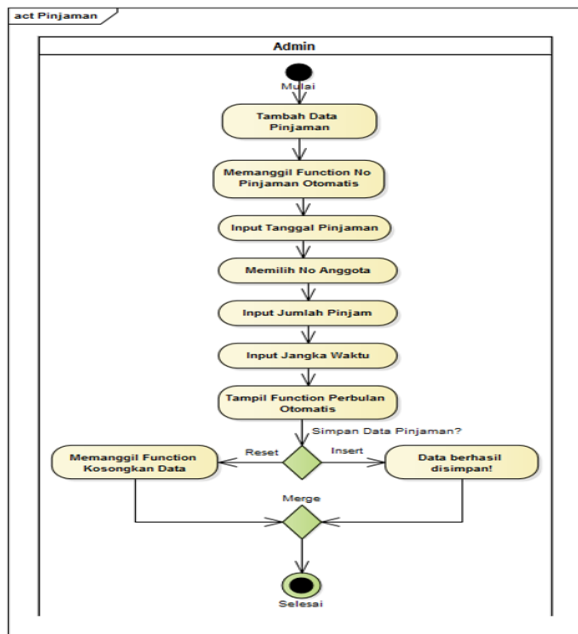 act Pinjaman
Admin
Mulai
Tambah Data
Pinjaman
Memanggil Function No
Pinjaman Otomatis
Input Tanggal Pinjaman
Memilih No Anggota
Input Jumlah Pinjam
Input Jangka Waktu
Tampil Function Perbulan
Otomatis
Simpan Data Pinjaman?
Memanggil Function
Kosongkan Data
Reset
Insert
Data berhasil
disimpan!
Merge
Selesai